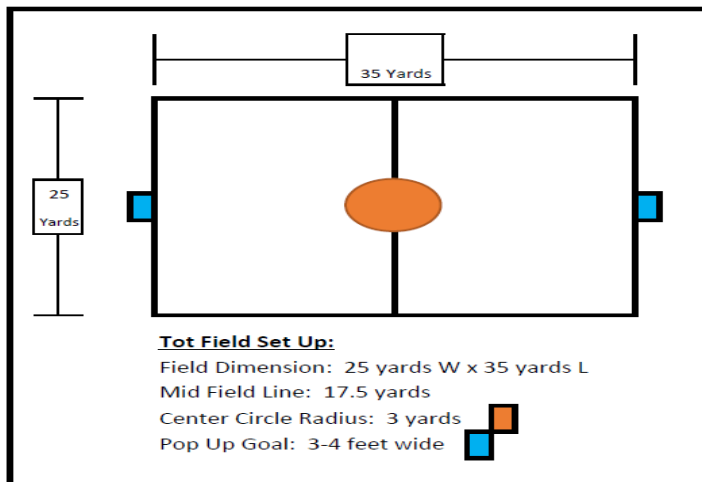 35 Yards
25
Yards
Tot Field Set Up:
Field Dimension:  25 yards W x 35 yards L
Mid Field Line:  17.5 yards
Center Circle Radius:  3 yards
Pop Up Goal:  3-4 feet wide